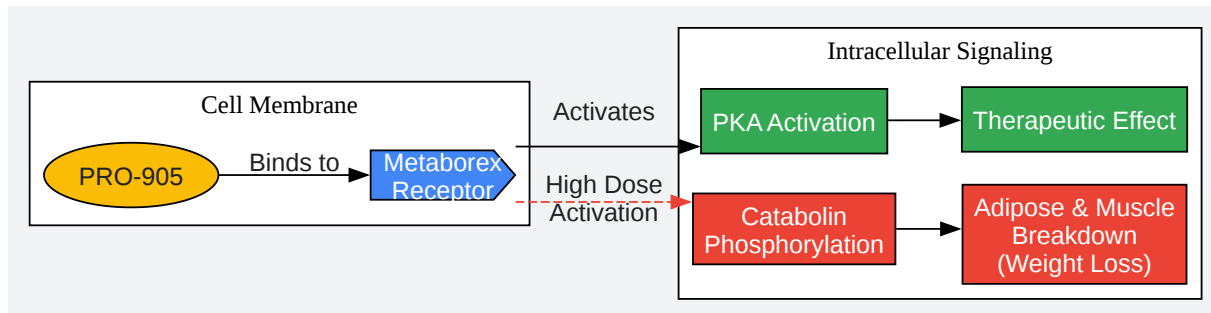 Intracellular Signaling
Cell Membrane
PRO-905
Binds to
Metaborex
Receptor
Activates
High Dose
Activation
PKA Activation
Therapeutic Effect
Catabolin
Phosphorylation
Adipose & Muscle
Breakdown
(Weight Loss)